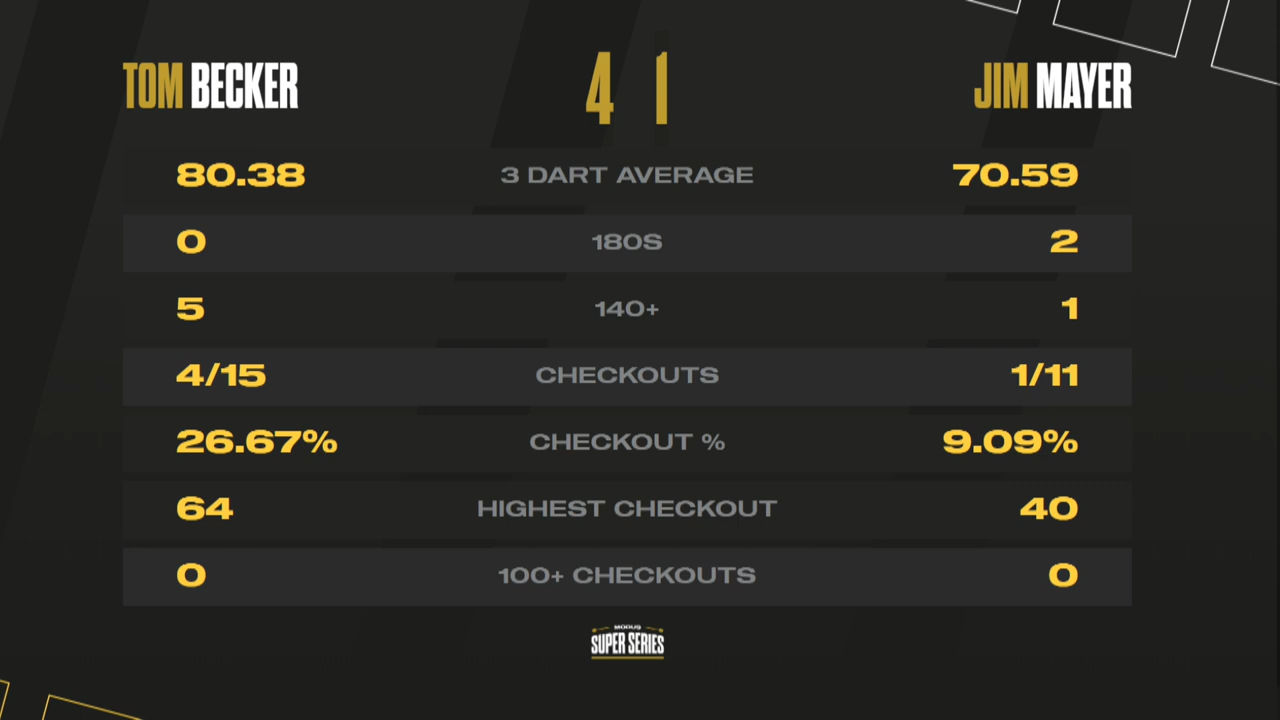 TOM BECKER 4 1 JIM MAYER
80.38 3 DART AVERAGE 70.59
0 180S 2
5 140+ 1
4/15 CHECKOUTS 1/11
26.67% CHECKOUT % 9.09%
64 HIGHEST CHECKOUT 40
0 100+ CHECKOUTS 0
MODUS
SUPER SERIES